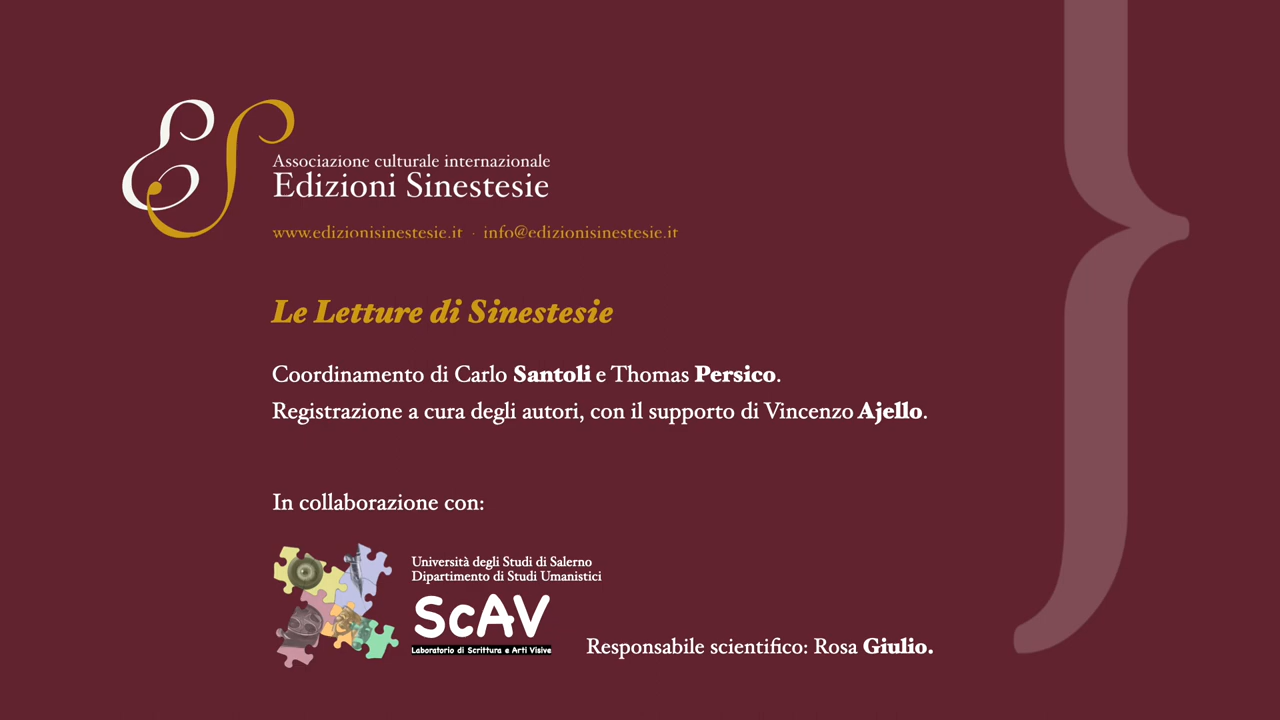 ES
Associazione culturale internazionale
Edizioni Sinestesie
www.edizionisinestesie.it · info@edizionisinestesie.it
Le Letture di Sinestesie
Coordinamento di Carlo Santoli e Thomas Persico.
Registrazione a cura degli autori, con il supporto di Vincenzo Ajello.
In collaborazione con:
Università degli Studi di Salerno
Dipartimento di Studi Umanistici
ScAV
Laboratorio di Scrittura e Arti Visive
Responsabile scientifico: Rosa Giulio.